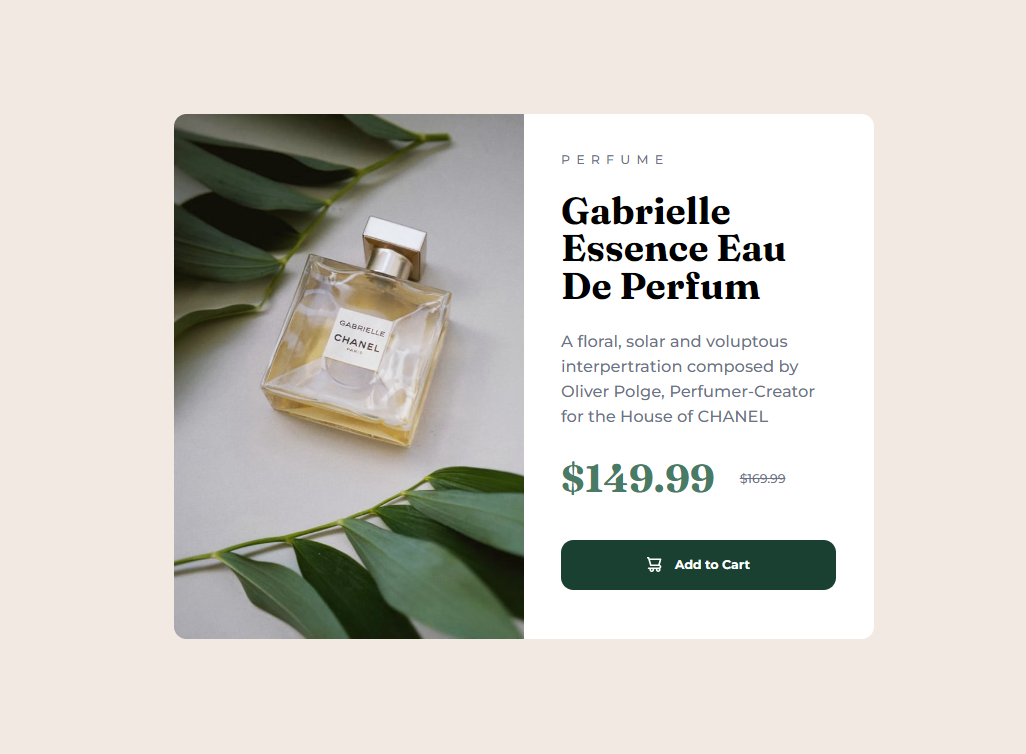 GABRIELLE
CHANEL
PARIS
PERFUME
Gabrielle
Essence Eau
De Perfum
A floral, solar and voluptous
interpertration composed by
Oliver Polge, Perfumer-Creator
for the House of CHANEL
$149.99 $169.99
Add to Cart